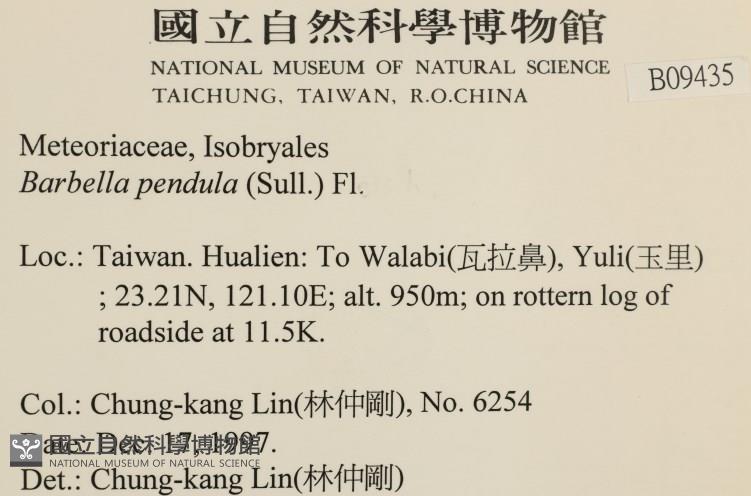 國立自然科學博物館
NATIONAL MUSEUM OF NATURAL SCIENCE
TAICHUNG, TAIWAN, R.O.CHINA
B09435
Meteoriaceae, Isobryales
Barbella pendula (Sull.) Fl.
Loc.: Taiwan. Hualien: To Walabi(瓦拉鼻), Yuli(玉里)
; 23.21N, 121.10E; alt. 950m; on rottern log of
roadside at 11.5K.
Col.: Chung-kang Lin(林仲剛), No. 6254
Date: Dec. 17, 1997.
國立自然科學博物館
NATIONAL MUSEUM OF NATURAL SCIENCE
Det.: Chung-kang Lin(林仲剛)